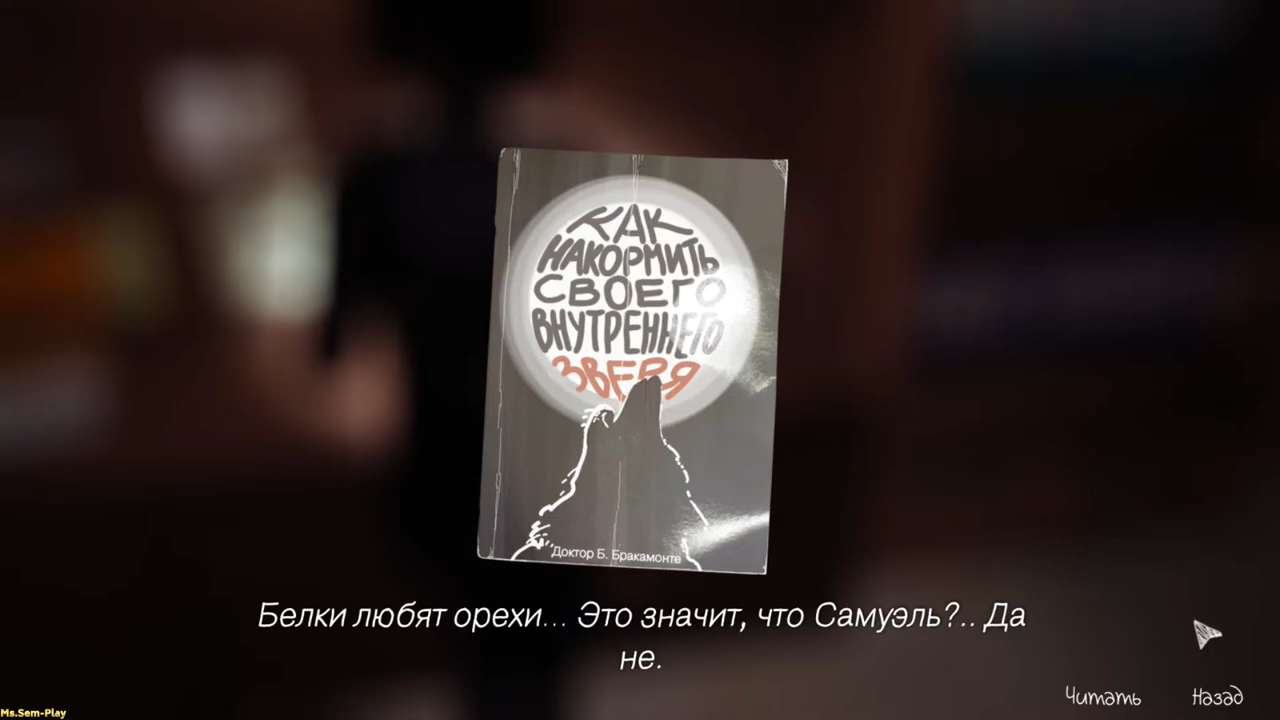 КАК
НАКОРМИТЬ
СВОЕГО
ВНУТРЕННЕГО
ЗВЕРЯ
Доктор Б. Бракамонте
Белки любят орехи... Это значит, что Самуэль?.. Да
не.
Читать Назад
Ms.Sem-Play